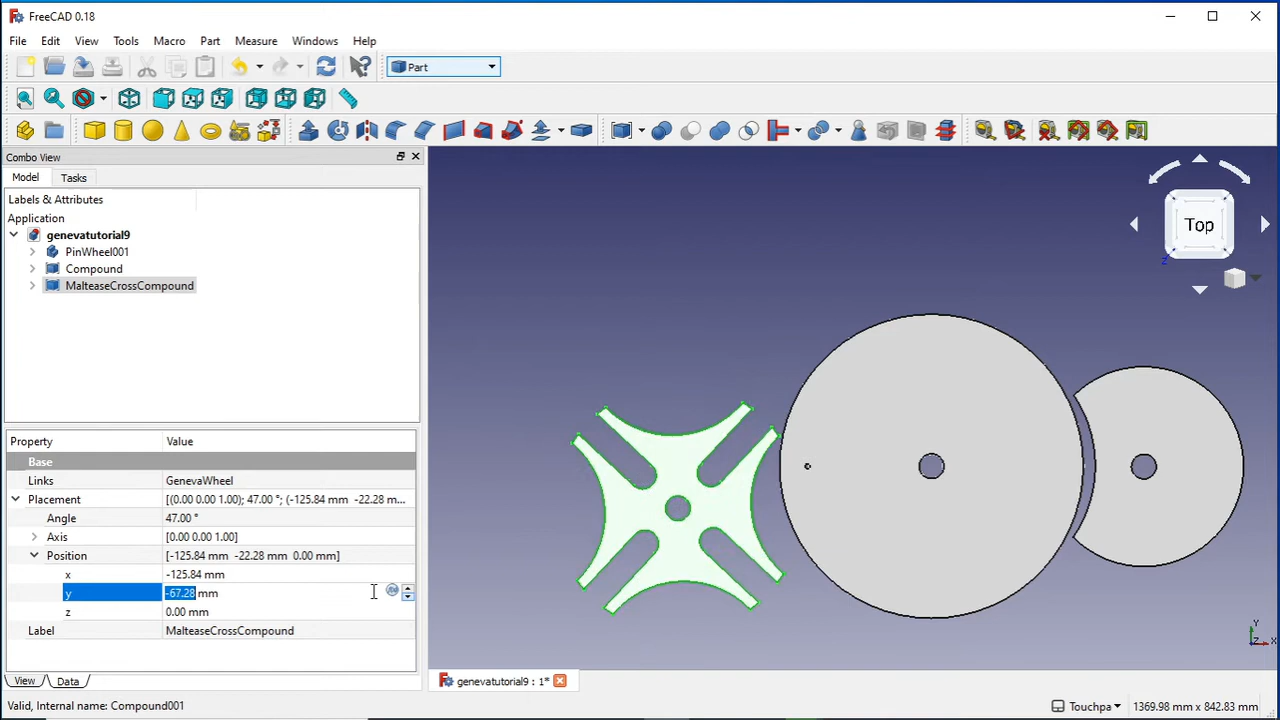 FreeCAD 0.18
File Edit View Tools Macro Part Measure Windows Help
Part
Combo View
Model Tasks
Labels & Attributes
Application
genevatutorial9
PinWheel001
Compound
MalteaseCrossCompound
Property Value
Base
Links GenevaWheel
Placement [(0.00 0.00 1.00); 47.00 °; (-125.84 mm -22.28 m...
Angle 47.00 °
Axis [0.00 0.00 1.00]
Position [-125.84 mm -22.28 mm 0.00 mm]
x -125.84 mm
y -67.28 mm
z 0.00 mm
Label MalteaseCrossCompound
View Data
Top
Z
Y
Z X
genevatutorial9 : 1*
Valid, Internal name: Compound001
Touchpa
1369.98 mm x 842.83 mm